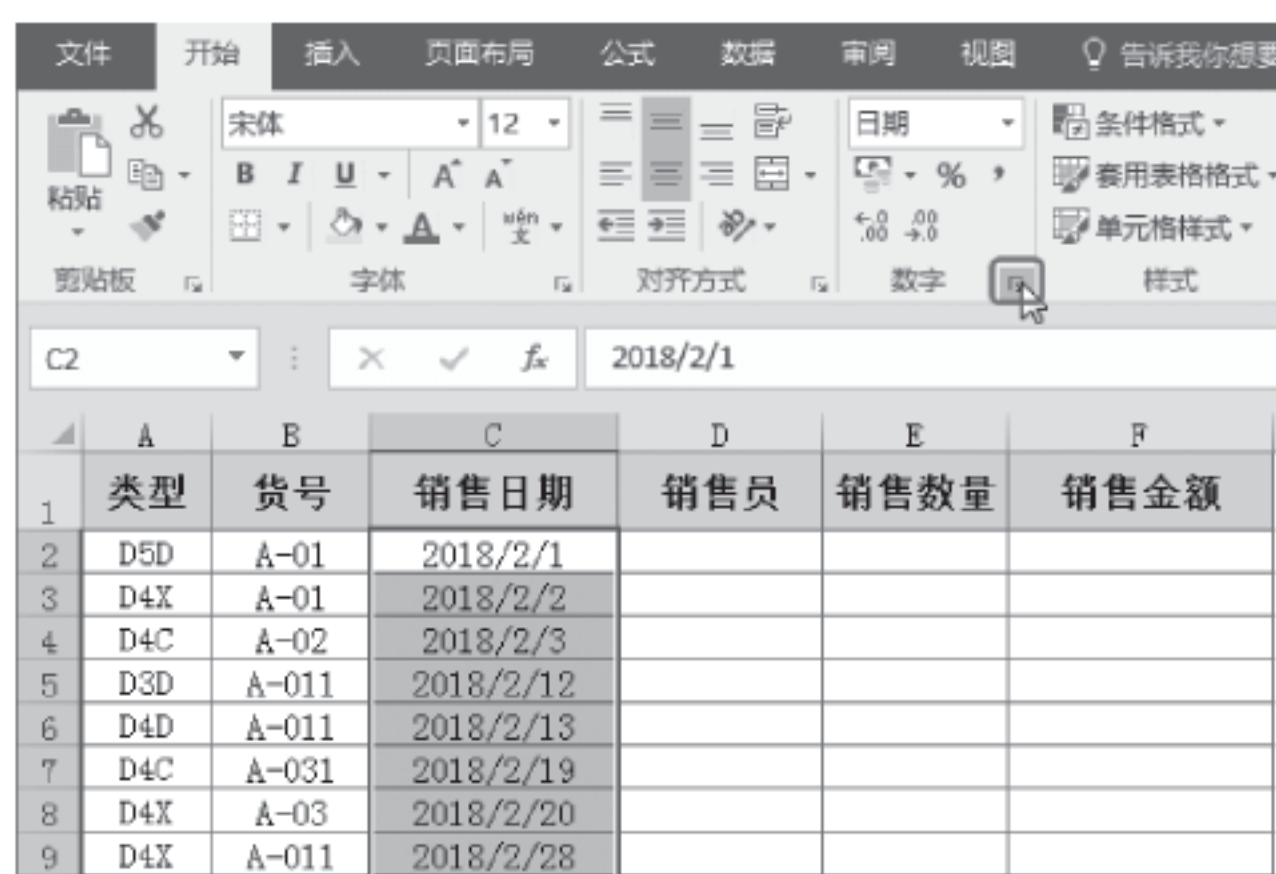 文件 开始 插入 页面布局 公式 数据 审阅 视图 告诉我你想要
宋体 12 日期 条件格式
粘贴 B I U A A % , 套用表格格式
A wén 文 .0 .00 .00 .0 单元格样式
剪贴板 字体 对齐方式 数字 样式
C2 fx 2018/2/1
A B C D E F
1 类型 货号 销售日期 销售员 销售数量 销售金额
2 D5D A-01 2018/2/1
3 D4X A-01 2018/2/2
4 D4C A-02 2018/2/3
5 D3D A-011 2018/2/12
6 D4D A-011 2018/2/13
7 D4C A-031 2018/2/19
8 D4X A-03 2018/2/20
9 D4X A-011 2018/2/28